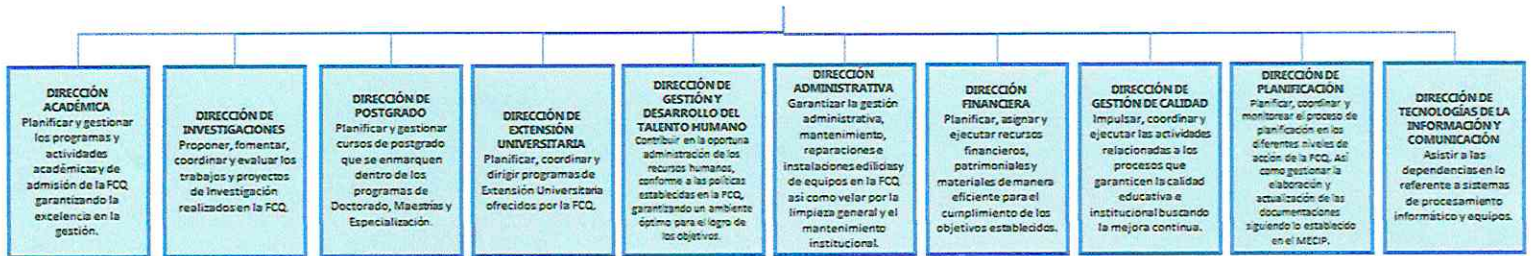 DIRECCIÓN
ACADÉMICA
Planificar y gestionar
los programas y
actividades
académicas y de
admisión de la FCQ
garantizando la
excelencia en la
gestión.
DIRECCIÓN DE
INVESTIGACIONES
Proponer, fomentar,
coordinar y evaluar los
trabajos y proyectos
de Investigación
realizados en la FCQ.
DIRECCIÓN DE
POSTGRADO
Planificar y gestionar
cursos de postgrado
que se enmarquen
dentro de los
programas de
Doctorado, Maestrías y
Especialización.
DIRECCIÓN DE
EXTENSIÓN
UNIVERSITARIA
Planificar, coordinar y
dirigir programas de
Extensión Universitaria
ofrecidos por la FCQ.
DIRECCIÓN DE
GESTIÓN Y
DESARROLLO DEL
TALENTO HUMANO
Contribuir en la oportuna
administración de los
recursos humanos,
conforme a las políticas
establecidas en la FCQ,
garantizando un ambiente
óptimo para el logro de
los objetivos.
DIRECCIÓN
ADMINISTRATIVA
Garantizar la gestión
administrativa,
mantenimiento,
reparaciones e
instalaciones edilicias y
de equipos en la FCQ
asi como velar por la
limpieza general y el
mantenimiento
institucional.
DIRECCIÓN
FINANCIERA
Planificar, asignar y
ejecutar recursos
financieros,
patrimoniales y
materiales de manera
eficiente para el
cumplimiento de los
objetivos establecidos.
DIRECCIÓN DE
GESTIÓN DE CALIDAD
Impulsar, coordinar y
ejecutar las actividades
relacionadas a los
procesos que
garanticen la calidad
educativa e
institucional buscando
la mejora continua.
DIRECCIÓN DE
PLANIFICACIÓN
Planificar, coordinar y
monitorear el proceso de
planificación en los
diferentes niveles de
acción de la FCQ. Así
como gestionar la
elaboración y
actualización de las
documentaciones
siguiendo lo establecido
en el MECIP.
DIRECCIÓN DE
TECNOLOGÍAS DE LA
INFORMACIÓN Y
COMUNICACIÓN
Asistir a las
dependencias en lo
referente a sistemas
de procesamiento
informático y equipos.